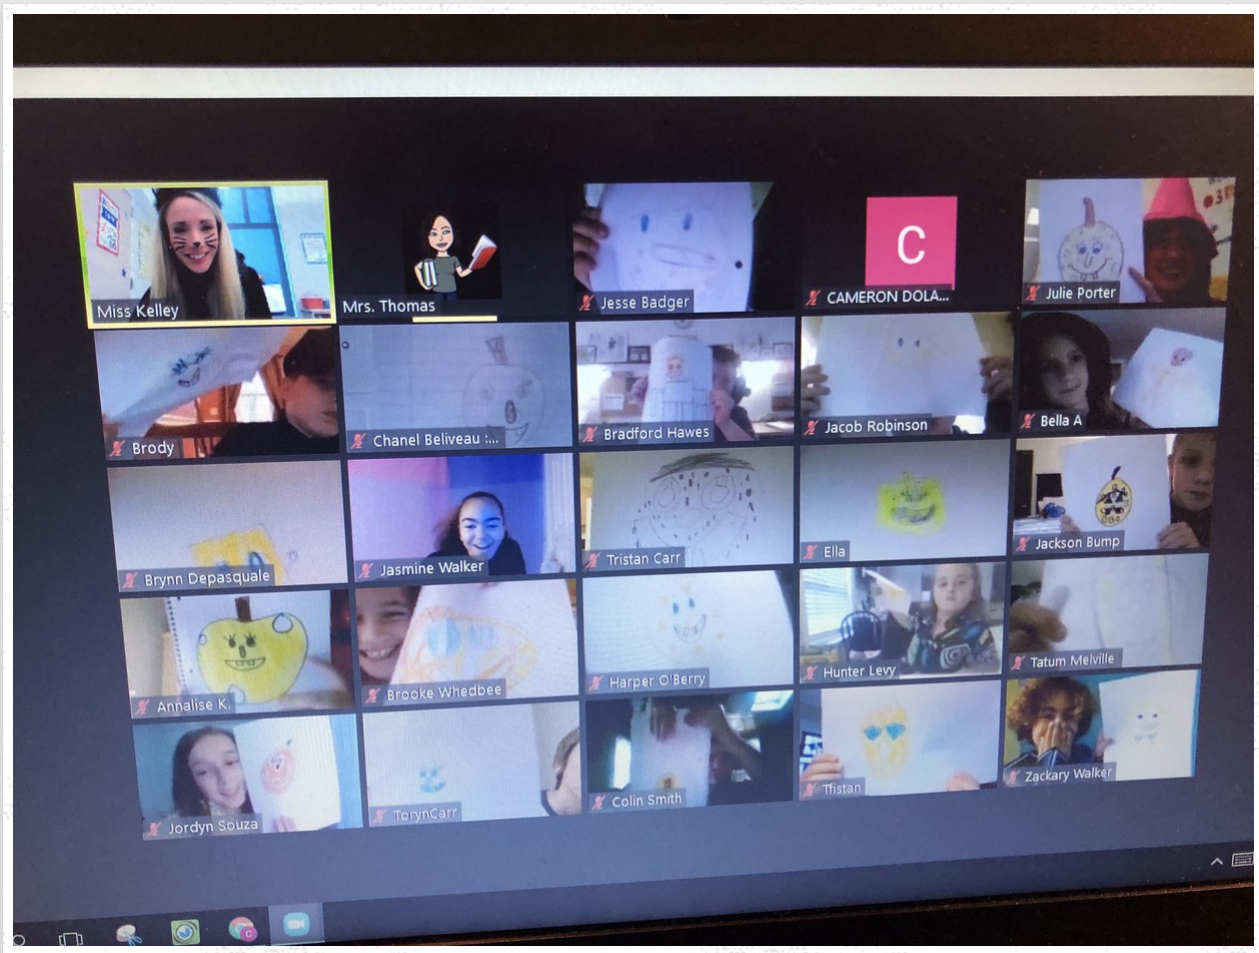 Miss Kelley
Mrs. Thomas
Jesse Badger
C
CAMERON DOLA...
Julie Porter
Brody
Chanel Beliveau :...
Bradford Hawes
Jacob Robinson
Bella A
Brynn Depasquale
Jasmine Walker
Tristan Carr
Ella
Jackson Bump
Annalise K.
Brooke Whedbee
Harper O'Berry
Hunter Levy
Tatum Melville
Jordyn Souza
TorynCarr
Colin Smith
Tristan
Zackary Walker
C